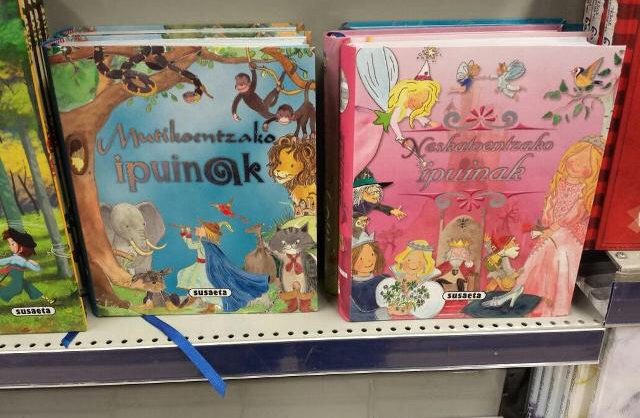 Mutikoentzako
ipuinak
susaeta
Neskatoentzako
ipuinak
susaeta
susaeta